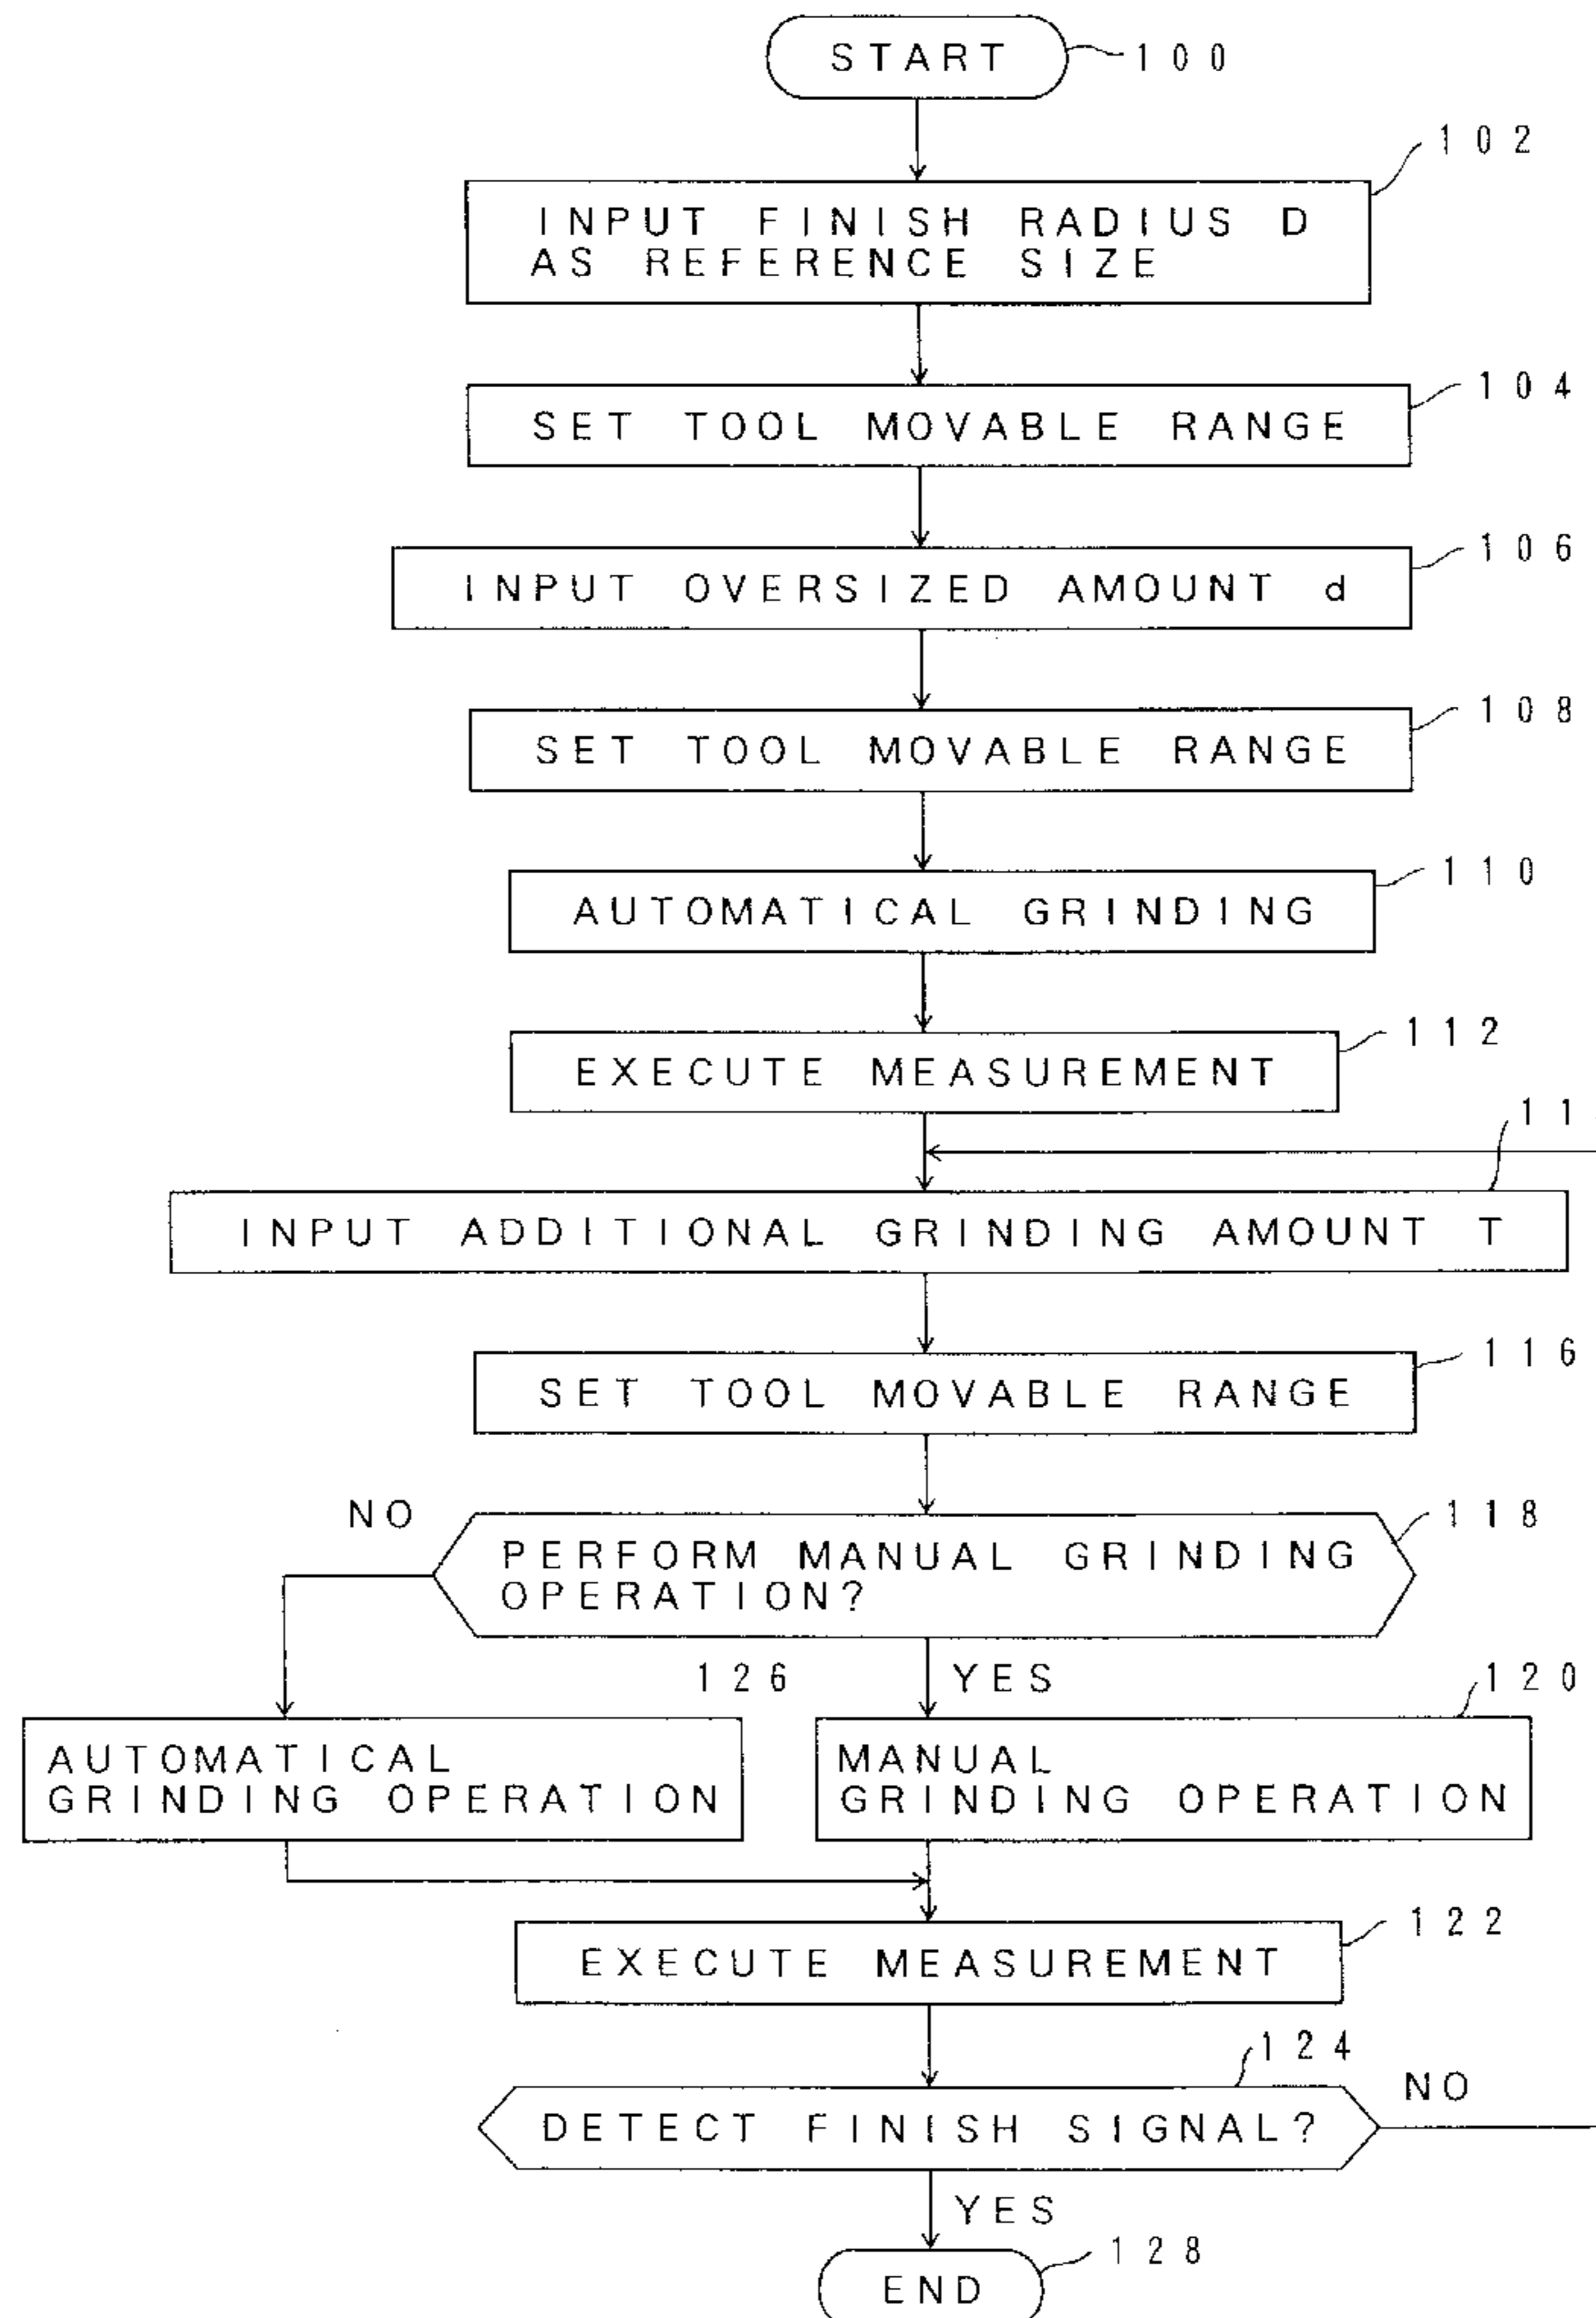 START
100
102
INPUT FINISH RADIUS D
AS REFERENCE SIZE
104
SET TOOL MOVABLE RANGE
106
INPUT OVERSIZED AMOUNT d
108
SET TOOL MOVABLE RANGE
110
AUTOMATICAL GRINDING
112
EXECUTE MEASUREMENT
11
INPUT ADDITIONAL GRINDING AMOUNT T
116
SET TOOL MOVABLE RANGE
NO
118
PERFORM MANUAL GRINDING
OPERATION?
126
YES
120
AUTOMATICAL
GRINDING OPERATION
MANUAL
GRINDING OPERATION
122
EXECUTE MEASUREMENT
124
NO
DETECT FINISH SIGNAL?
YES
128
END